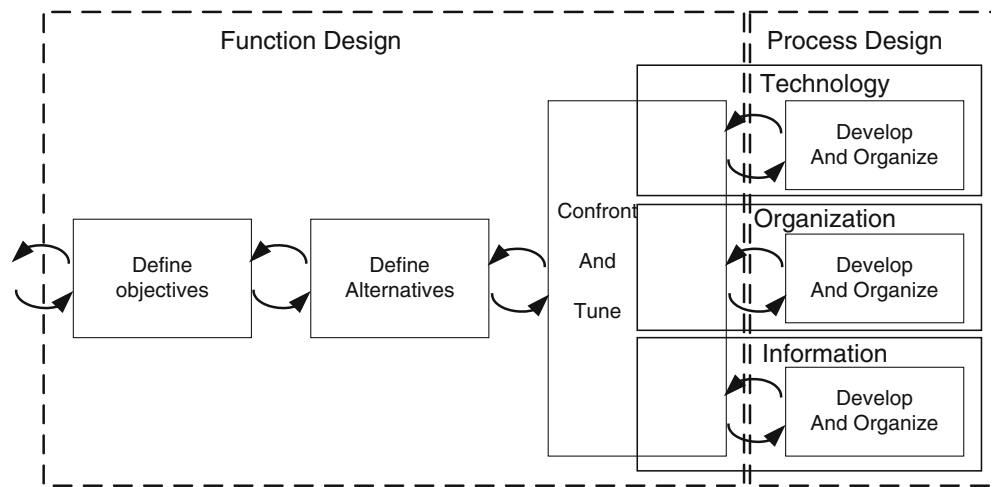 Function Design
Process Design
Technology
Develop
And Organize
Define
objectives
Define
Alternatives
Confront
And
Tune
Organization
Develop
And Organize
Information
Develop
And Organize